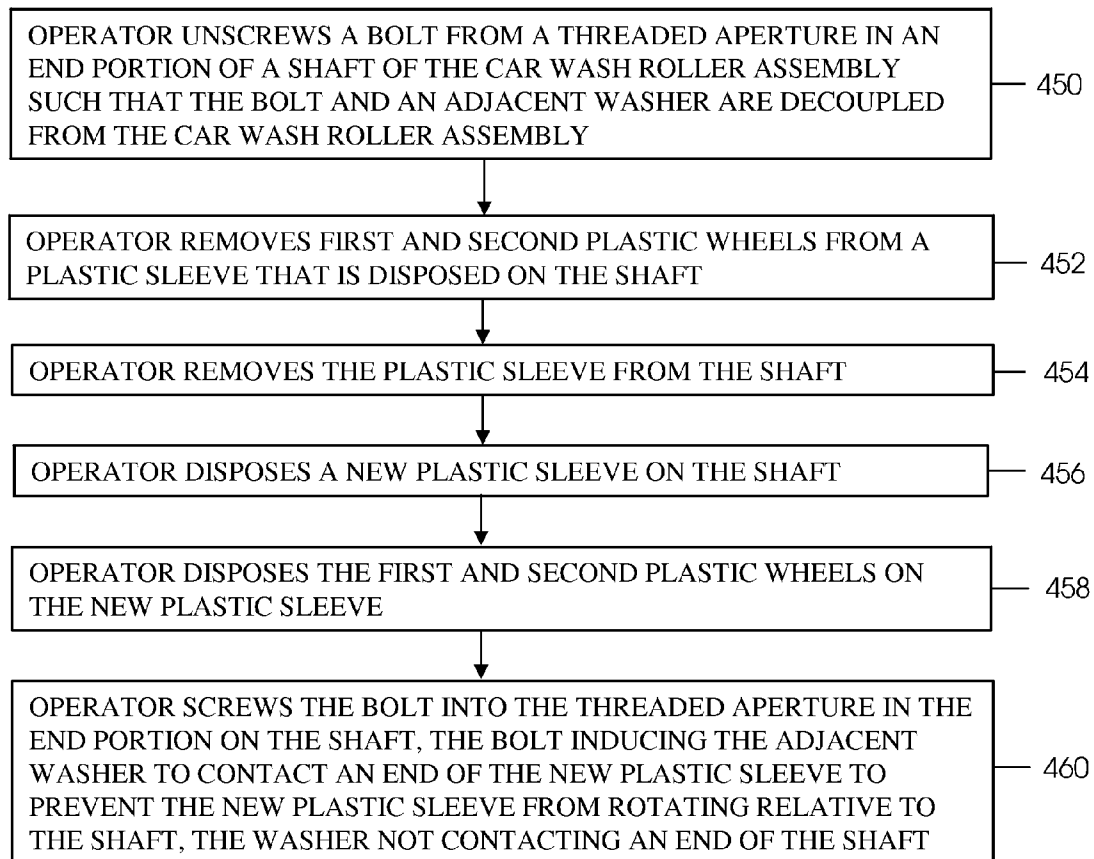 OPERATOR UNSCREWS A BOLT FROM A THREADED APERTURE IN AN
END PORTION OF A SHAFT OF THE CAR WASH ROLLER ASSEMBLY
SUCH THAT THE BOLT AND AN ADJACENT WASHER ARE DECOUPLED
FROM THE CAR WASH ROLLER ASSEMBLY
450
OPERATOR REMOVES FIRST AND SECOND PLASTIC WHEELS FROM A
PLASTIC SLEEVE THAT IS DISPOSED ON THE SHAFT
452
OPERATOR REMOVES THE PLASTIC SLEEVE FROM THE SHAFT
454
OPERATOR DISPOSES A NEW PLASTIC SLEEVE ON THE SHAFT
456
OPERATOR DISPOSES THE FIRST AND SECOND PLASTIC WHEELS ON
THE NEW PLASTIC SLEEVE
458
OPERATOR SCREWS THE BOLT INTO THE THREADED APERTURE IN THE
END PORTION ON THE SHAFT, THE BOLT INDUCING THE ADJACENT
WASHER TO CONTACT AN END OF THE NEW PLASTIC SLEEVE TO
PREVENT THE NEW PLASTIC SLEEVE FROM ROTATING RELATIVE TO
THE SHAFT, THE WASHER NOT CONTACTING AN END OF THE SHAFT
460